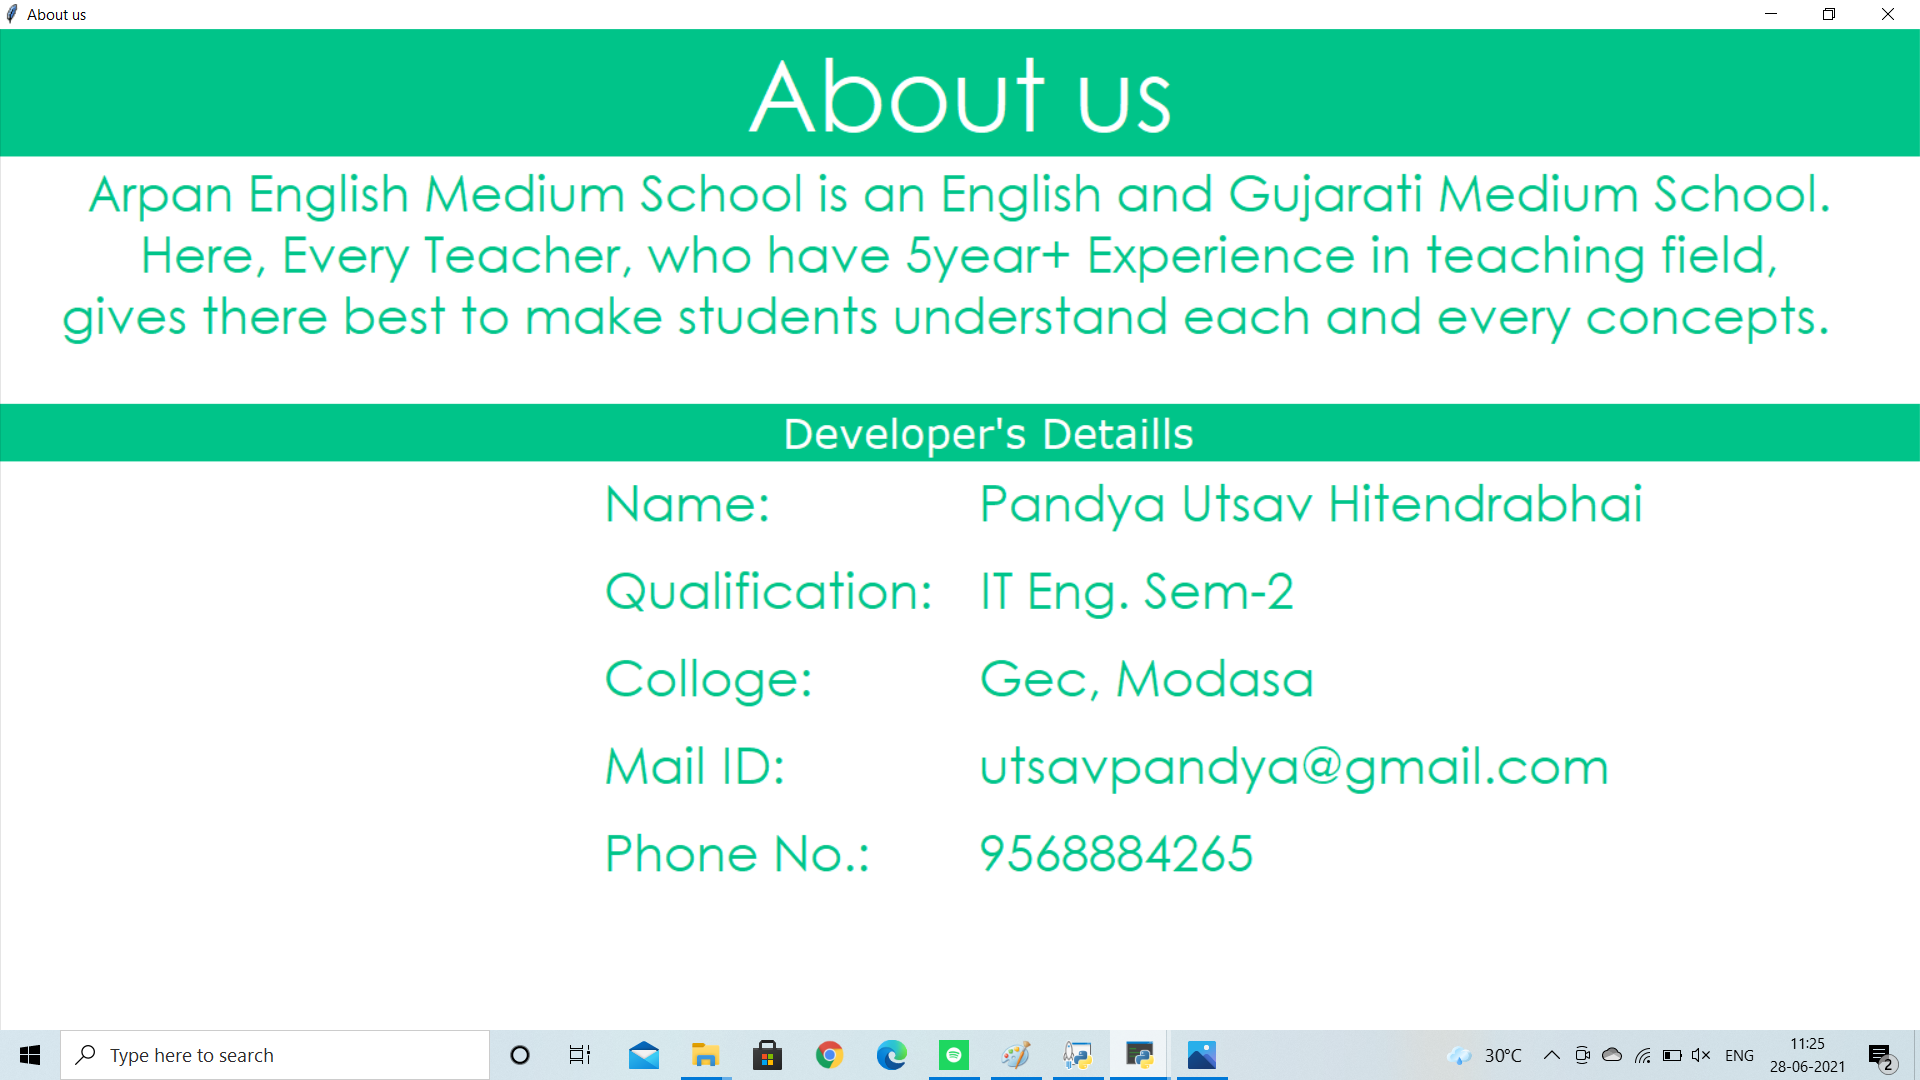 About us
About us
Arpan English Medium School is an English and Gujarati Medium School.
Here, Every Teacher, who have 5year+ Experience in teaching field,
gives there best to make students understand each and every concepts.
Developer's Detaills
Name: Pandya Utsav Hitendrabhai
Qualification: IT Eng. Sem-2
Colloge: Gec, Modasa
Mail ID: utsavpandya@gmail.com
Phone No.: 9568884265
Type here to search
30°C
ENG
11:25
28-06-2021
2